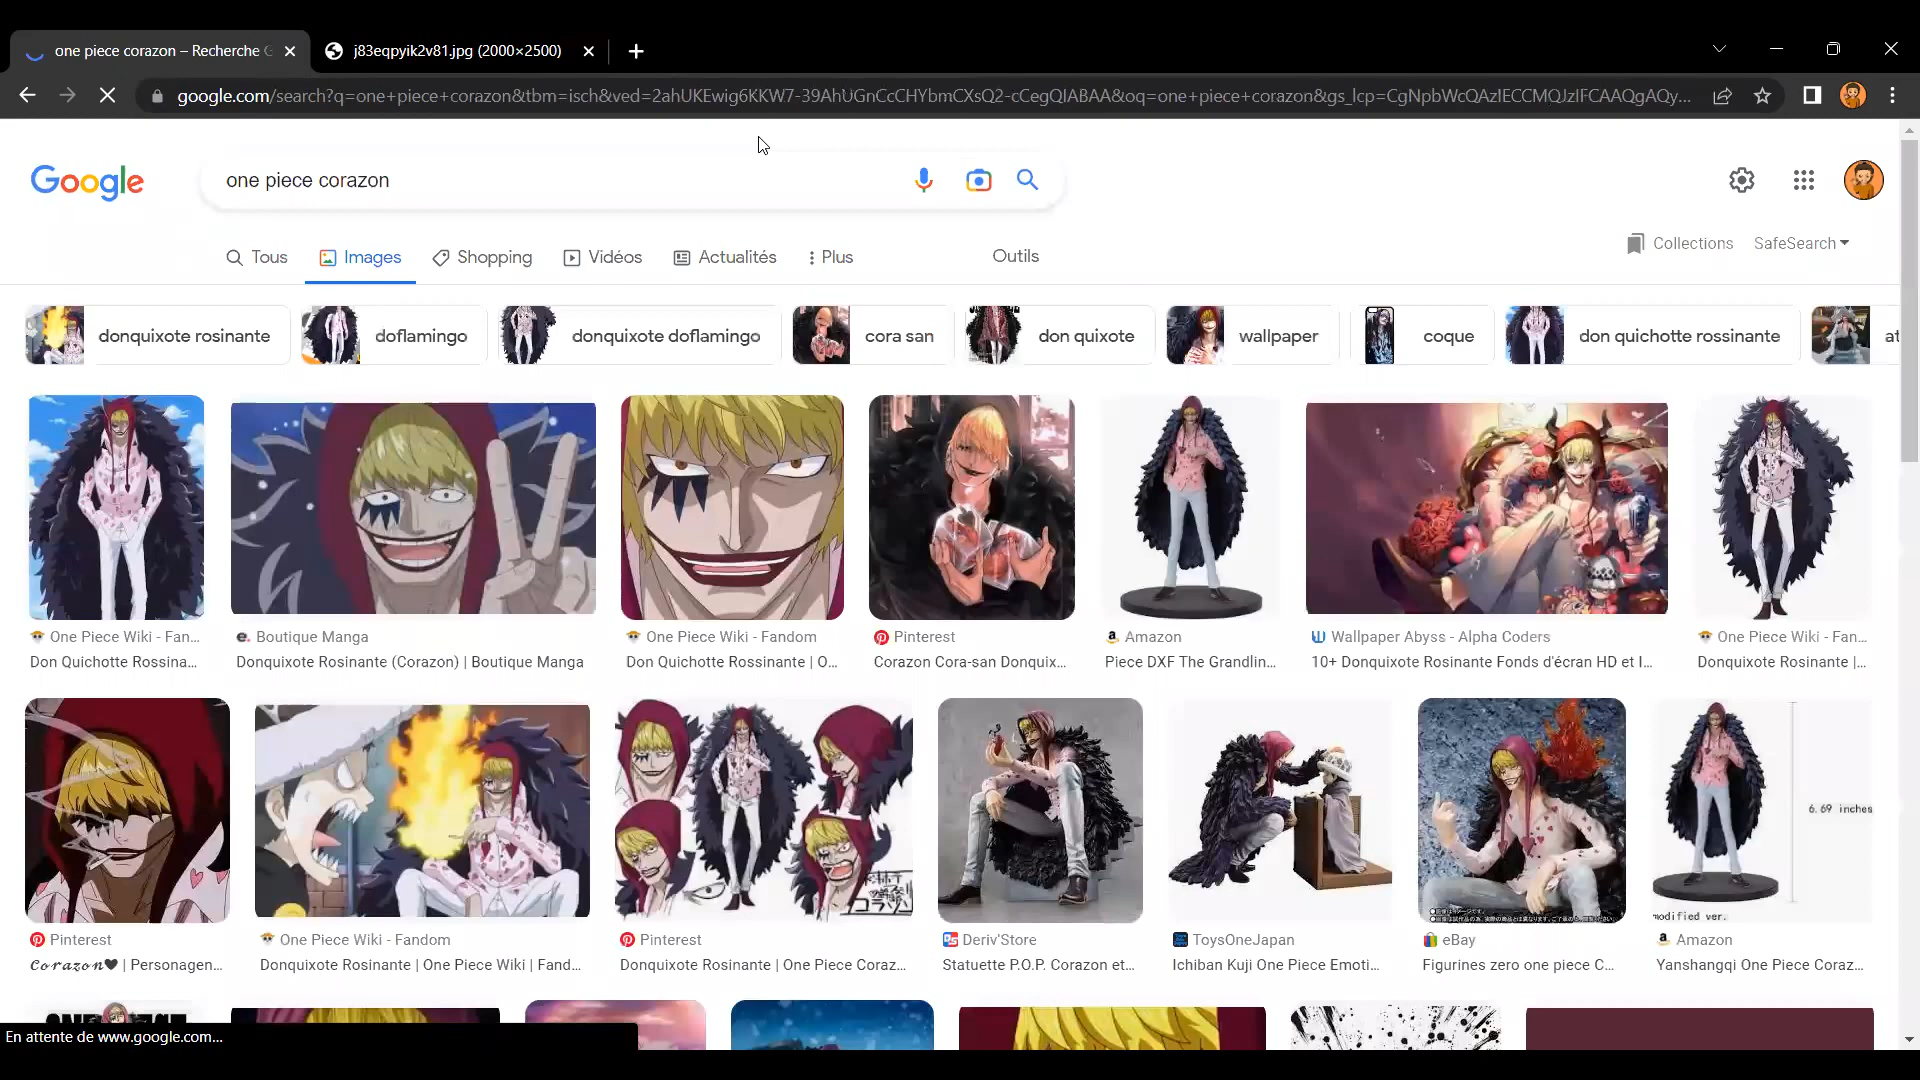 one piece corazon – Recherche G
j83eqpyik2v81.jpg (2000×2500)
google.com/search?q=one+piece+corazon&tbm=isch&ved=2ahUKEwig6KKW7-39AhUGnCcCHYbmCXsQ2-cCegQIABAA&oq=one+piece+corazon&gs_lcp=CgNpbWcQAzIECCMQJzIFCAAQgAQy...
Google
one piece corazon
Tous
Images
Shopping
Vidéos
Actualités
Plus
Outils
Collections
SafeSearch
donquixote rosinante
doflamingo
donquixote doflamingo
cora san
don quixote
wallpaper
coque
don quichotte rossinante
at
One Piece Wiki - Fan...
Don Quichotte Rossina...
Boutique Manga
Donquixote Rosinante (Corazon) | Boutique Manga
One Piece Wiki - Fandom
Don Quichotte Rossinante | O...
Pinterest
Corazon Cora-san Donquix...
Amazon
Piece DXF The Grandlin...
Wallpaper Abyss - Alpha Coders
10+ Donquixote Rosinante Fonds d'écran HD et I...
One Piece Wiki - Fan...
Donquixote Rosinante |...
6.69 inches
modified ver.
Pinterest
𝓒𝓸𝓻𝓪𝔃𝓸𝓷♥ | Personagen...
One Piece Wiki - Fandom
Donquixote Rosinante | One Piece Wiki | Fand...
Pinterest
Donquixote Rosinante | One Piece Coraz...
Deriv'Store
Statuette P.O.P. Corazon et...
ToysOneJapan
Ichiban Kuji One Piece Emoti...
eBay
Figurines zero one piece C...
Amazon
Yanshangqi One Piece Coraz...
En attente de www.google.com...